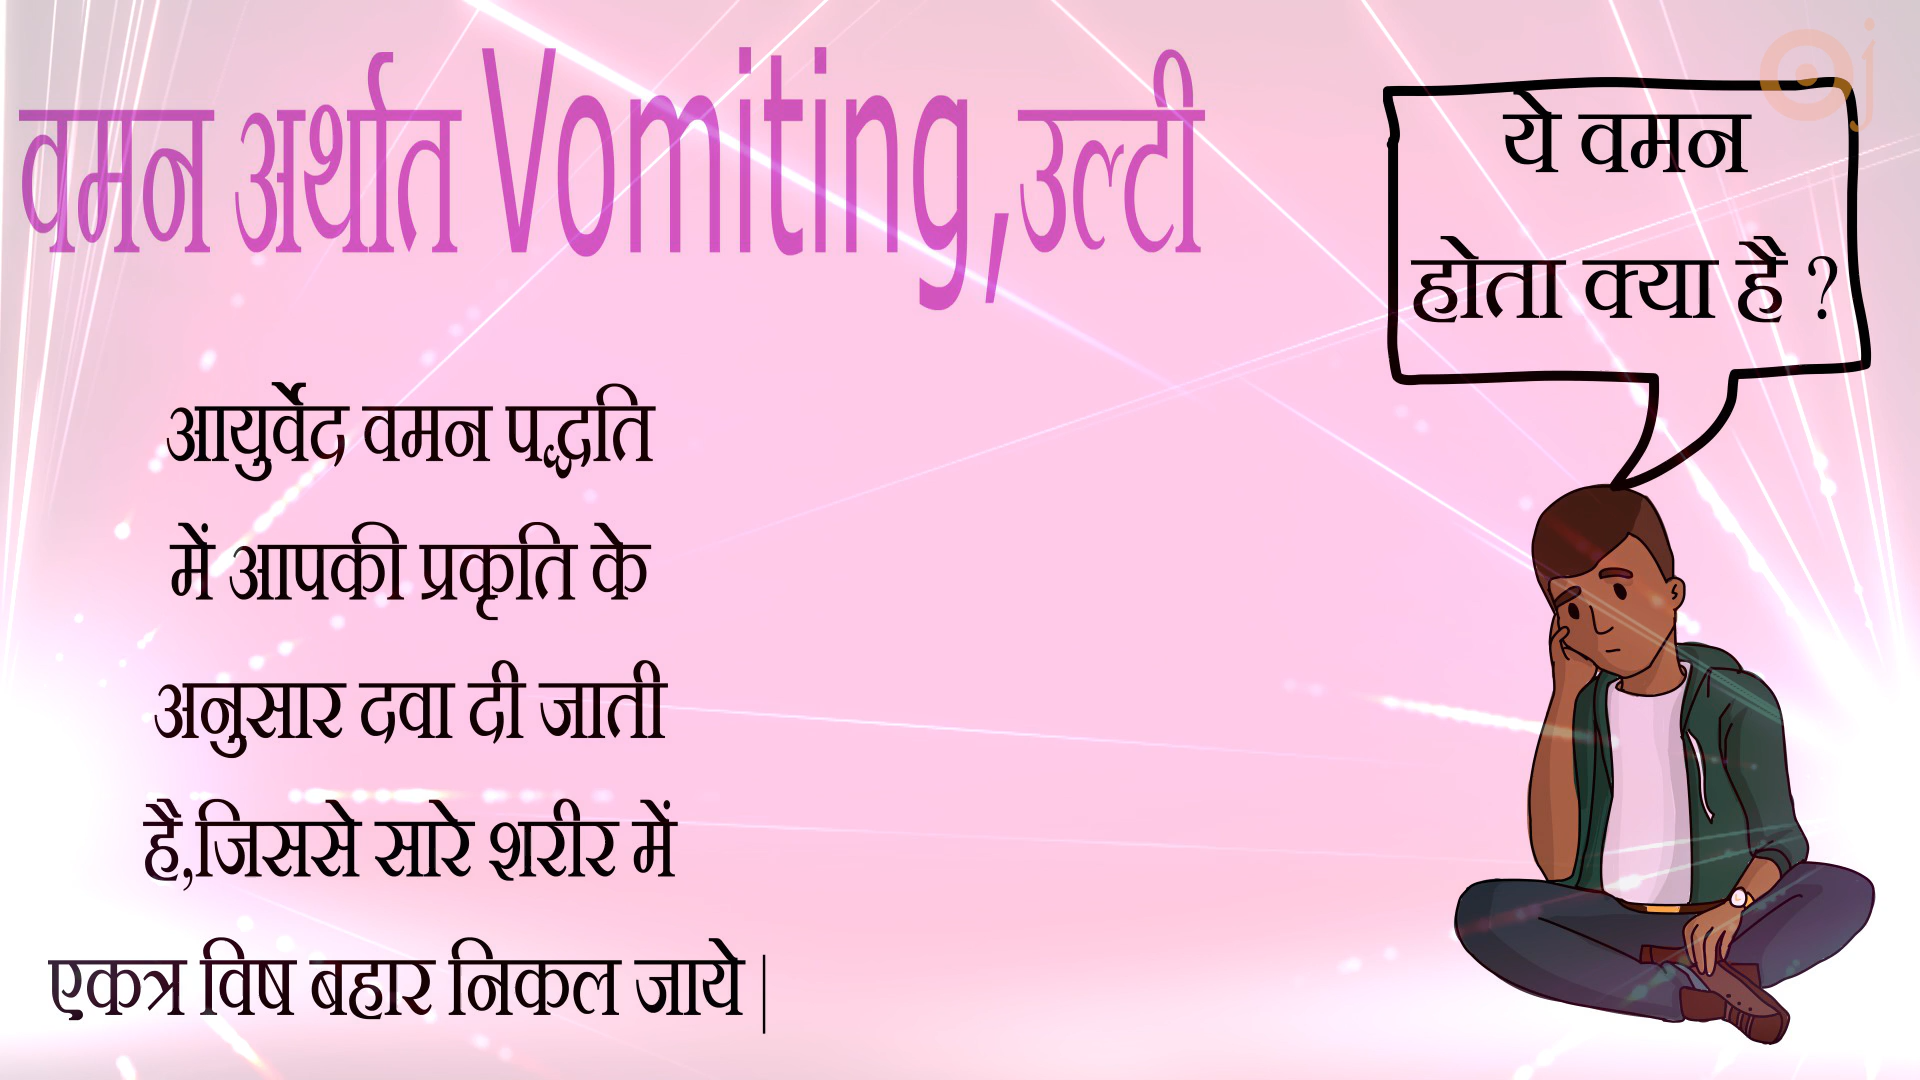 वमन अर्थात Vomiting,उल्टी
ये वमन
होता क्या है ?
आयुर्वेद वमन पद्धति
में आपकी प्रकृति के
अनुसार दवा दी जाती
है,जिससे सारे शरीर में
एकत्र विष बहार निकल जाये |